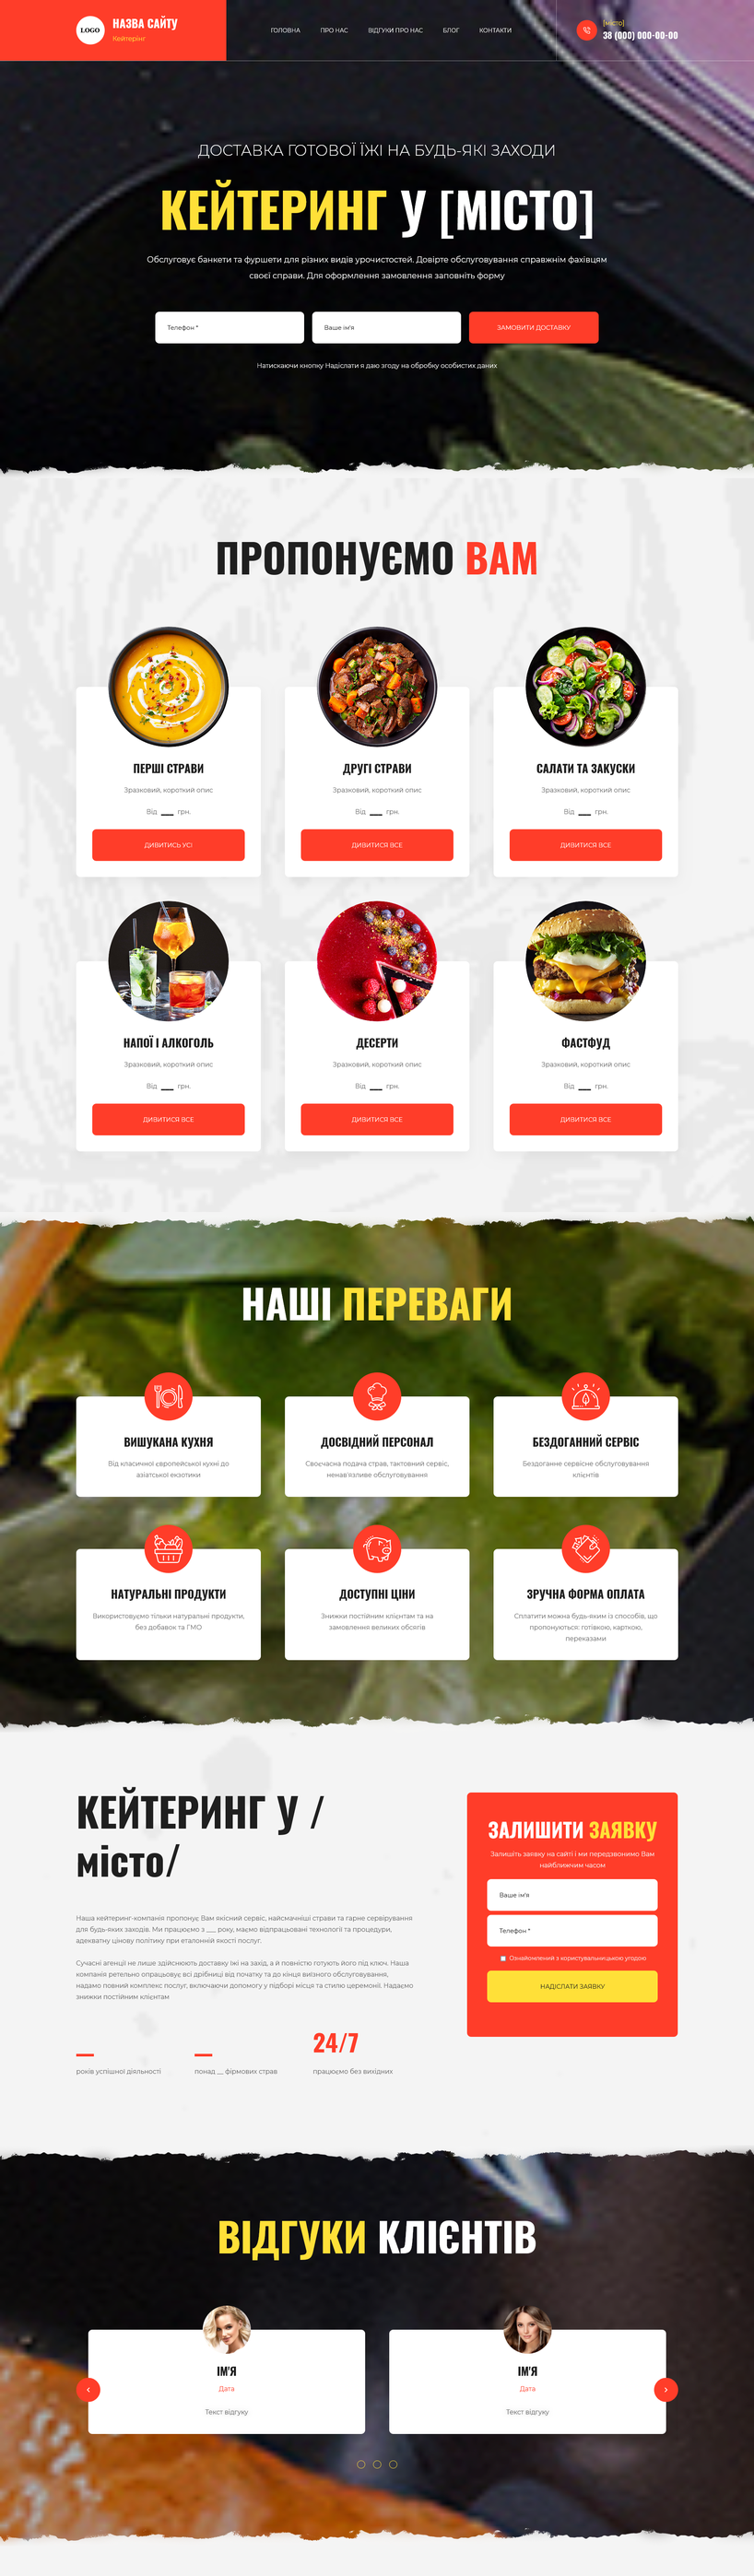 LOGO
НАЗВА САЙТУ
Кейтерінг
ГОЛОВНА ПРО НАС ВІДГУКИ ПРО НАС БЛОГ КОНТАКТИ
[місто]
38 (000) 000-00-00
ДОСТАВКА ГОТОВОЇ ЇЖІ НА БУДЬ-ЯКІ ЗАХОДИ
КЕЙТЕРИНГ У [МІСТО]
Обслуговує банкети та фуршети для різних видів урочистостей. Довірте обслуговування справжнім фахівцям
своєї справи. Для оформлення замовлення заповніть форму
Телефон * Ваше ім'я ЗАМОВИТИ ДОСТАВКУ
Натискаючи кнопку Надіслати я даю згоду на обробку особистих даних
ПРОПОНУЄМО ВАМ
ПЕРШІ СТРАВИ
Зразковий, короткий опис
Від ___ грн.
ДИВИТИСЬ УСІ
ДРУГІ СТРАВИ
Зразковий, короткий опис
Від ___ грн.
ДИВИТИСЯ ВСЕ
САЛАТИ ТА ЗАКУСКИ
Зразковий, короткий опис
Від ___ грн.
ДИВИТИСЯ ВСЕ
НАПОЇ І АЛКОГОЛЬ
Зразковий, короткий опис
Від ___ грн.
ДИВИТИСЯ ВСЕ
ДЕСЕРТИ
Зразковий, короткий опис
Від ___ грн.
ДИВИТИСЯ ВСЕ
ФАСТФУД
Зразковий, короткий опис
Від ___ грн.
ДИВИТИСЯ ВСЕ
НАШІ ПЕРЕВАГИ
ВИШУКАНА КУХНЯ
Від класичної європейської кухні до
азіатської екзотики
ДОСВІДНИЙ ПЕРСОНАЛ
Своєчасна подача страв, тактовний сервіс,
ненав'язливе обслуговування
БЕЗДОГАННИЙ СЕРВІС
Бездоганне сервісне обслуговування
клієнтів
НАТУРАЛЬНІ ПРОДУКТИ
Використовуємо тільки натуральні продукти,
без добавок та ГМО
ДОСТУПНІ ЦІНИ
Знижки постійним клієнтам та на
замовлення великих обсягів
ЗРУЧНА ФОРМА ОПЛАТА
Сплатити можна будь-яким із способів, що
пропонуються: готівкою, карткою,
переказами
КЕЙТЕРИНГ У /
місто/
Наша кейтеринг-компанія пропонує Вам якісний сервіс, найсмачніші страви та гарне сервірування
для будь-яких заходів. Ми працюємо з ___ року, маємо відпрацьовані технології та процедури,
адекватну цінову політику при еталонній якості послуг.
Сучасні агенції не лише здійснюють доставку їжі на захід, а й повністю готують його під ключ. Наша
компанія ретельно опрацьовує всі дрібниці від початку та до кінця виїзного обслуговування,
надамо повний комплекс послуг, включаючи допомогу у підборі місця та стилю церемонії. Надаємо
знижки постійним клієнтам
__
років успішної діяльності
__
понад __ фірмових страв
24/7
працюємо без вихідних
ЗАЛИШИТИ ЗАЯВКУ
Залишіть заявку на сайті і ми передзвонимо Вам
найближчим часом
Ваше ім'я
Телефон *
Ознайомлений з користувальницькою угодою
НАДІСЛАТИ ЗАЯВКУ
ВІДГУКИ КЛІЄНТІВ
ІМ'Я
Дата
Текст відгуку
ІМ'Я
Дата
Текст відгуку